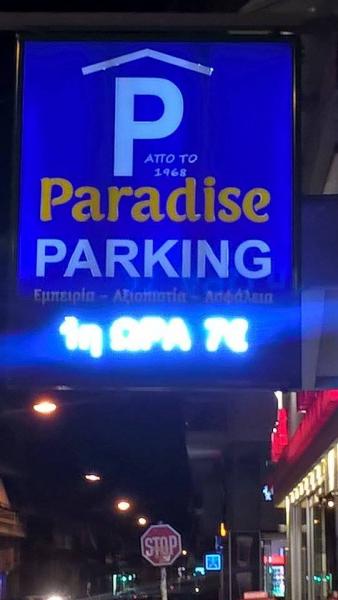 P
ΑΠΟ ΤΟ
1968
Paradise
PARKING
Εμπειρία - Αξιοπιστία - Ασφάλεια
1η ΩΡΑ 7€
STOP